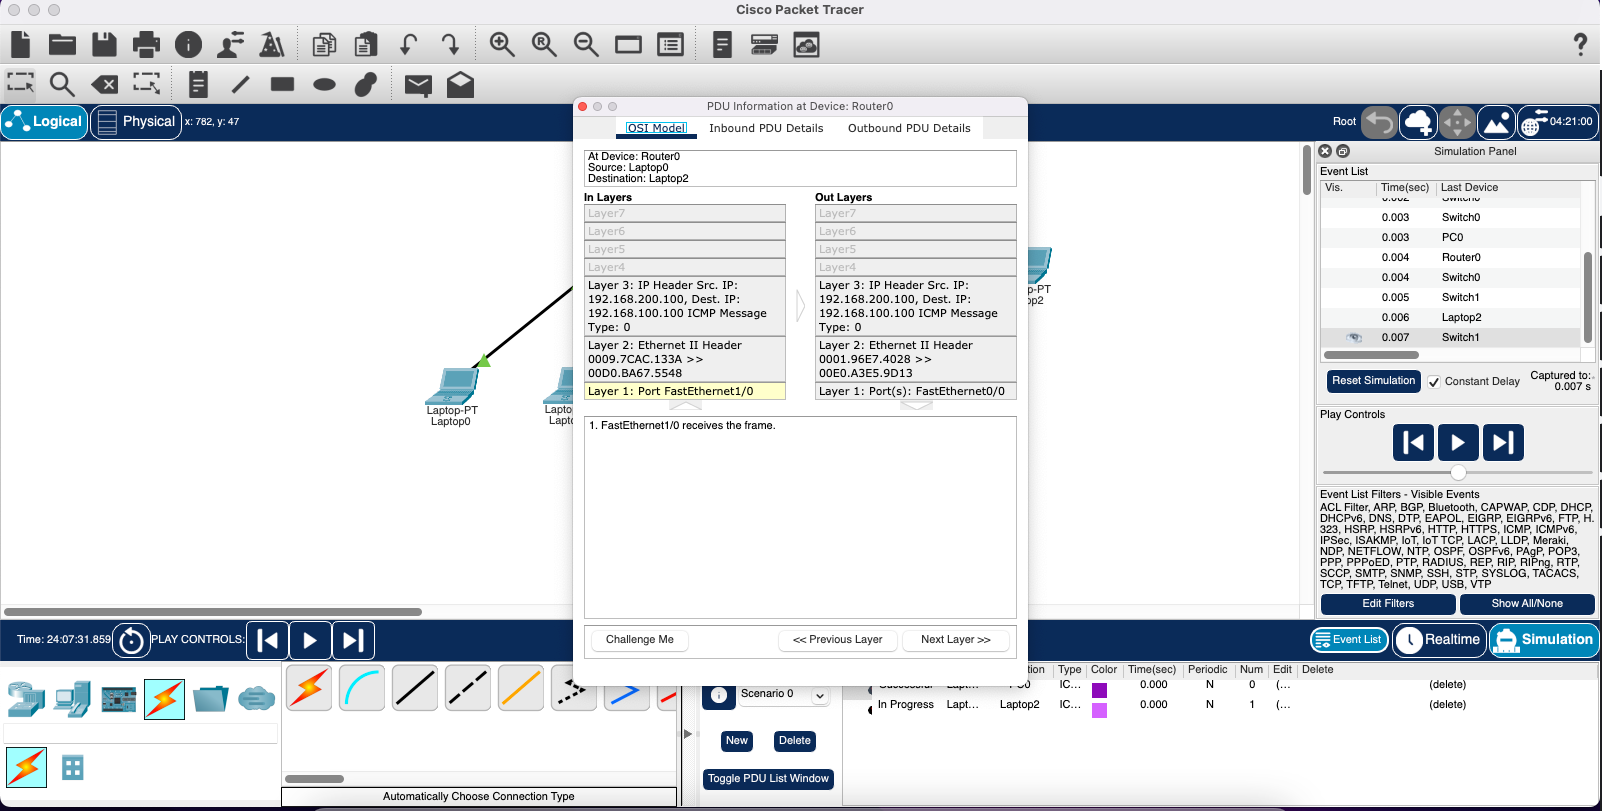 Cisco Packet Tracer
Logical
Physical
x: 782, y: 47
Root
04:21:00
PDU Information at Device: Router0
OSI Model
Inbound PDU Details
Outbound PDU Details
At Device: Router0
Source: Laptop0
Destination: Laptop2
In Layers
Layer7
Layer6
Layer5
Layer4
Layer 3: IP Header Src. IP:
192.168.200.100, Dest. IP:
192.168.100.100 ICMP Message
Type: 0
Layer 2: Ethernet II Header
0009.7CAC.133A >>
00D0.BA67.5548
Layer 1: Port FastEthernet1/0
Out Layers
Layer7
Layer6
Layer5
Layer4
Layer 3: IP Header Src. IP:
192.168.200.100, Dest. IP:
192.168.100.100 ICMP Message
Type: 0
Layer 2: Ethernet II Header
0001.96E7.4028 >>
00E0.A3E5.9D13
Layer 1: Port(s): FastEthernet0/0
1. FastEthernet1/0 receives the frame.
Challenge Me
<< Previous Layer
Next Layer >>
Laptop-PT
Laptop0
Lapto
Lapto
p-PT
op2
Simulation Panel
Event List
Vis. Time(sec) Last Device
0.002 Switch0
0.003 Switch0
0.003 PC0
0.004 Router0
0.004 Switch0
0.005 Switch1
0.006 Laptop2
0.007 Switch1
Reset Simulation
Constant Delay
Captured to:
0.007 s
Play Controls
Event List Filters - Visible Events
ACL Filter, ARP, BGP, Bluetooth, CAPWAP, CDP, DHCP,
DHCPv6, DNS, DTP, EAPOL, EIGRP, EIGRPv6, FTP, H.
323, HSRP, HSRPv6, HTTP, HTTPS, ICMP, ICMPv6,
IPSec, ISAKMP, IoT, IoT TCP, LACP, LLDP, Meraki,
NDP, NETFLOW, NTP, OSPF, OSPFv6, PAgP, POP3,
PPP, PPPoED, PTP, RADIUS, REP, RIP, RIPng, RTP,
SCCP, SMTP, SNMP, SSH, STP, SYSLOG, TACACS,
TCP, TFTP, Telnet, UDP, USB, VTP
Edit Filters
Show All/None
Time: 24:07:31.859
PLAY CONTROLS:
Event List
Realtime
Simulation
Scenario 0
New
Delete
Toggle PDU List Window
tion Type Color Time(sec) Periodic Num Edit Delete
Successful Lapt... PC0 IC... 0.000 N 0 (... (delete)
In Progress Lapt... Laptop2 IC... 0.000 N 1 (... (delete)
Automatically Choose Connection Type